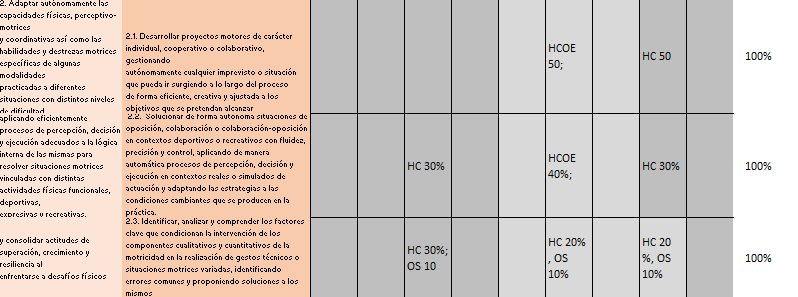 2. Adaptar autónomamente las
capacidades físicas, perceptivo-
motrices
y coordinativas así como las
habilidades y destrezas motrices
específicas de algunas
modalidades
practicadas a diferentes
situaciones con distintos niveles
de dificultad
aplicando eficientemente
procesos de percepción, decisión
y ejecución adecuados a la lógica
interna de las mismas para
resolver situaciones motrices
vinculadas con distintas
actividades físicas funcionales,
deportivas,
expresivas y recreativas,
y consolidar actitudes de
superación, crecimiento y
resiliencia al
enfrentarse a desafíos físicos
2.1. Desarrollar proyectos motores de carácter
individual, cooperativo o colaborativo,
gestionando
autónomamente cualquier imprevisto o situación
que pueda ir surgiendo a lo largo del proceso
de forma eficiente, creativa y ajustada a los
objetivos que se pretendan alcanzar
HCOE
50;
HC 50
100%
2.2. Solucionar de forma autónoma situaciones de
oposición, colaboración o colaboración-oposición
en contextos deportivos o recreativos con fluidez,
precisión y control, aplicando de manera
automática procesos de percepción, decisión y
ejecución en contextos reales o simulados de
actuación y adaptando las estrategias a las
condiciones cambiantes que se producen en la
práctica.
HC 30%
HCOE
40%;
HC 30%
100%
2.3. Identificar, analizar y comprender los factores
clave que condicionan la intervención de los
componentes cualitativos y cuantitativos de la
motricidad en la realización de gestos técnicos o
situaciones motrices variadas, identificando
errores comunes y proponiendo soluciones a los
mismos
HC 30%;
OS 10
HC 20%
, OS
10%
HC 20
%, OS
10%
100%